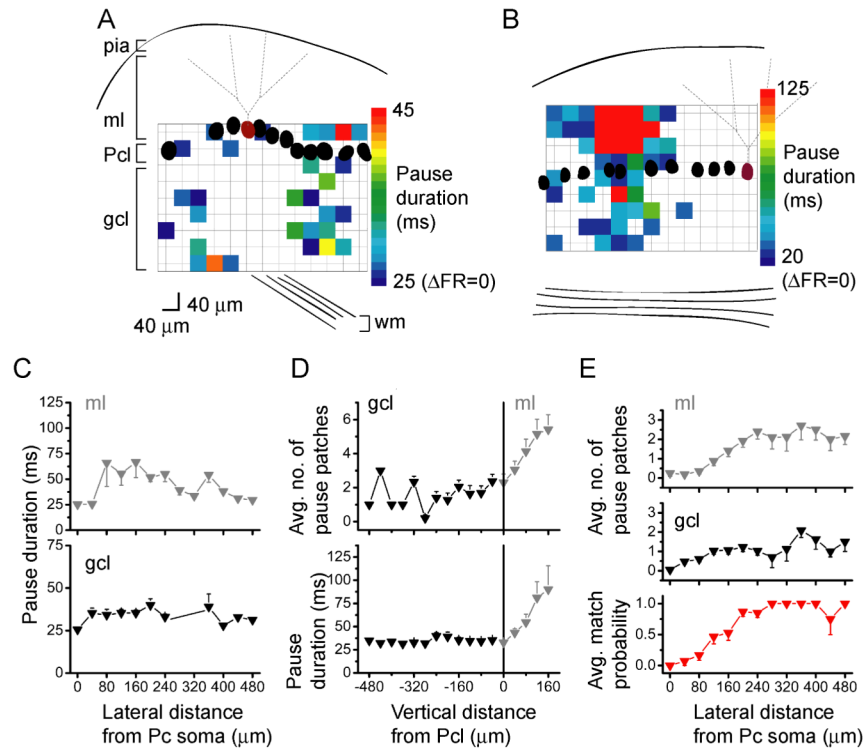 A
B
pia
ml
Pcl
gcl
45
Pause
duration
(ms)
25 (ΔFR=0)
40 μm
40 μm
wm
125
Pause
duration
(ms)
20
(ΔFR=0)
C
ml
Pause duration (ms)
125
100
75
50
25
0
gcl
75
50
25
0 80 160 240 320 400 480
Lateral distance
from Pc soma (μm)
D
gcl
ml
Avg. no. of
pause patches
6
4
2
0
Pause
duration (ms)
125
100
75
50
25
0
-480 -320 -160 0 160
Vertical distance
from Pcl (μm)
E
ml
Avg. no. of
pause patches
3
2
1
0
gcl
3
2
1
0
Avg. match
probability
1.0
0.5
0.0
0 80 160 240 320 400 480
Lateral distance
from Pc soma (μm)